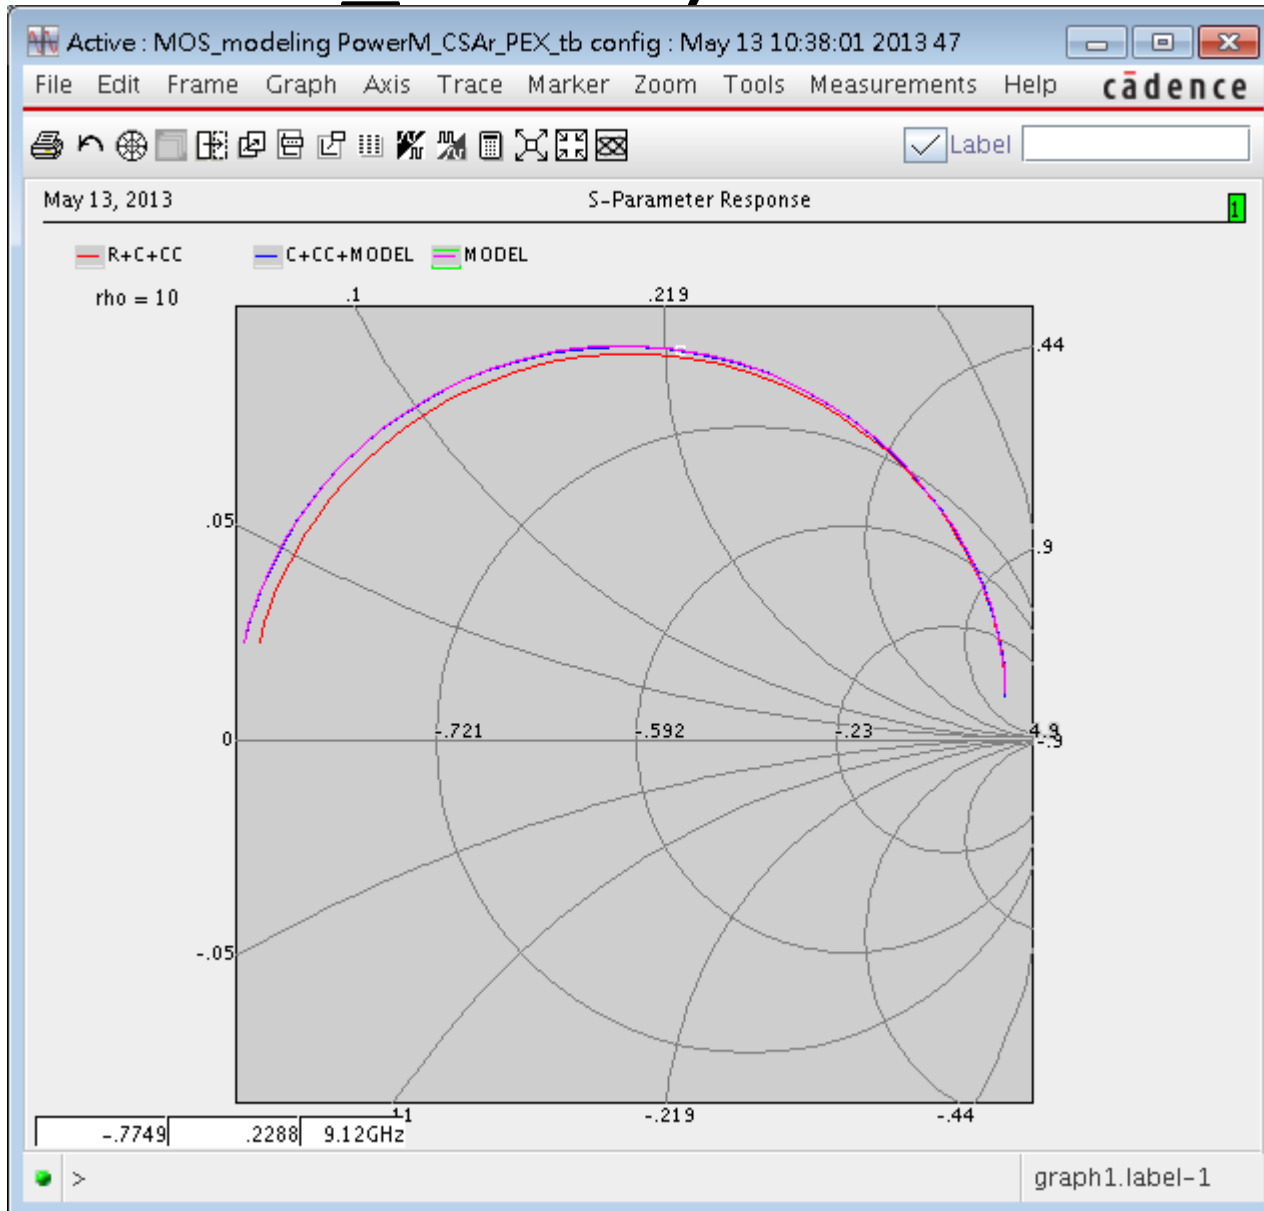 Active : MOS_modeling PowerM_CSAr_PEX_tb config : May 13 10:38:01 2013 47
File Edit Frame Graph Axis Trace Marker Zoom Tools Measurements Help cādence
Label
May 13, 2013 S-Parameter Response 1
R+C+CC C+CC+MODEL MODEL
rho = 10 .1 .219
.44
.05
.9
0 -.721 -.592 -.23 4.9
-.9
-.05
-.219 -.44
-.7749 .2288 9.12GHz
> graph1.label-1